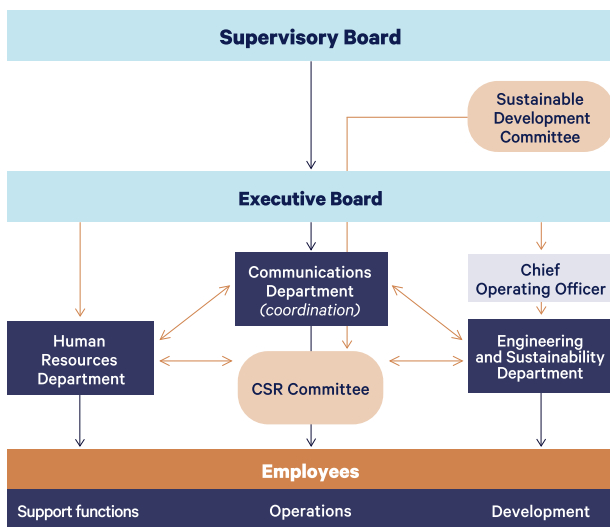 Supervisory Board
Sustainable
Development
Committee
Executive Board
Communications
Department
(coordination)
Chief
Operating Officer
Human
Resources
Department
Engineering
and Sustainability
Department
CSR Committee
Employees
Support functions
Operations
Development